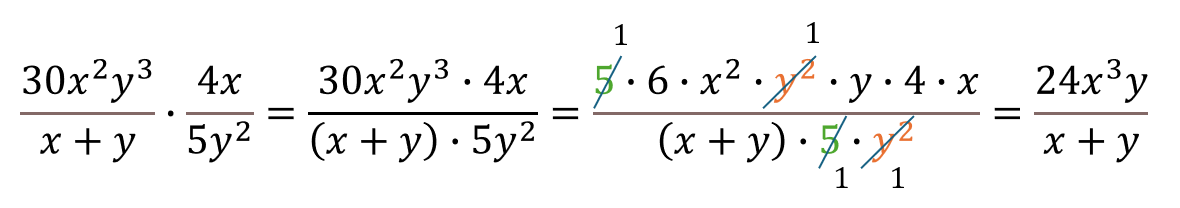 30x²y³/(x + y) · 4x/(5y²) = (30x²y³ · 4x)/((x + y) · 5y²) = (5 · 6 · x² · y² · y · 4 · x)/((x + y) · 5 · y²) = 24x³y/(x + y)
1 1
1 1